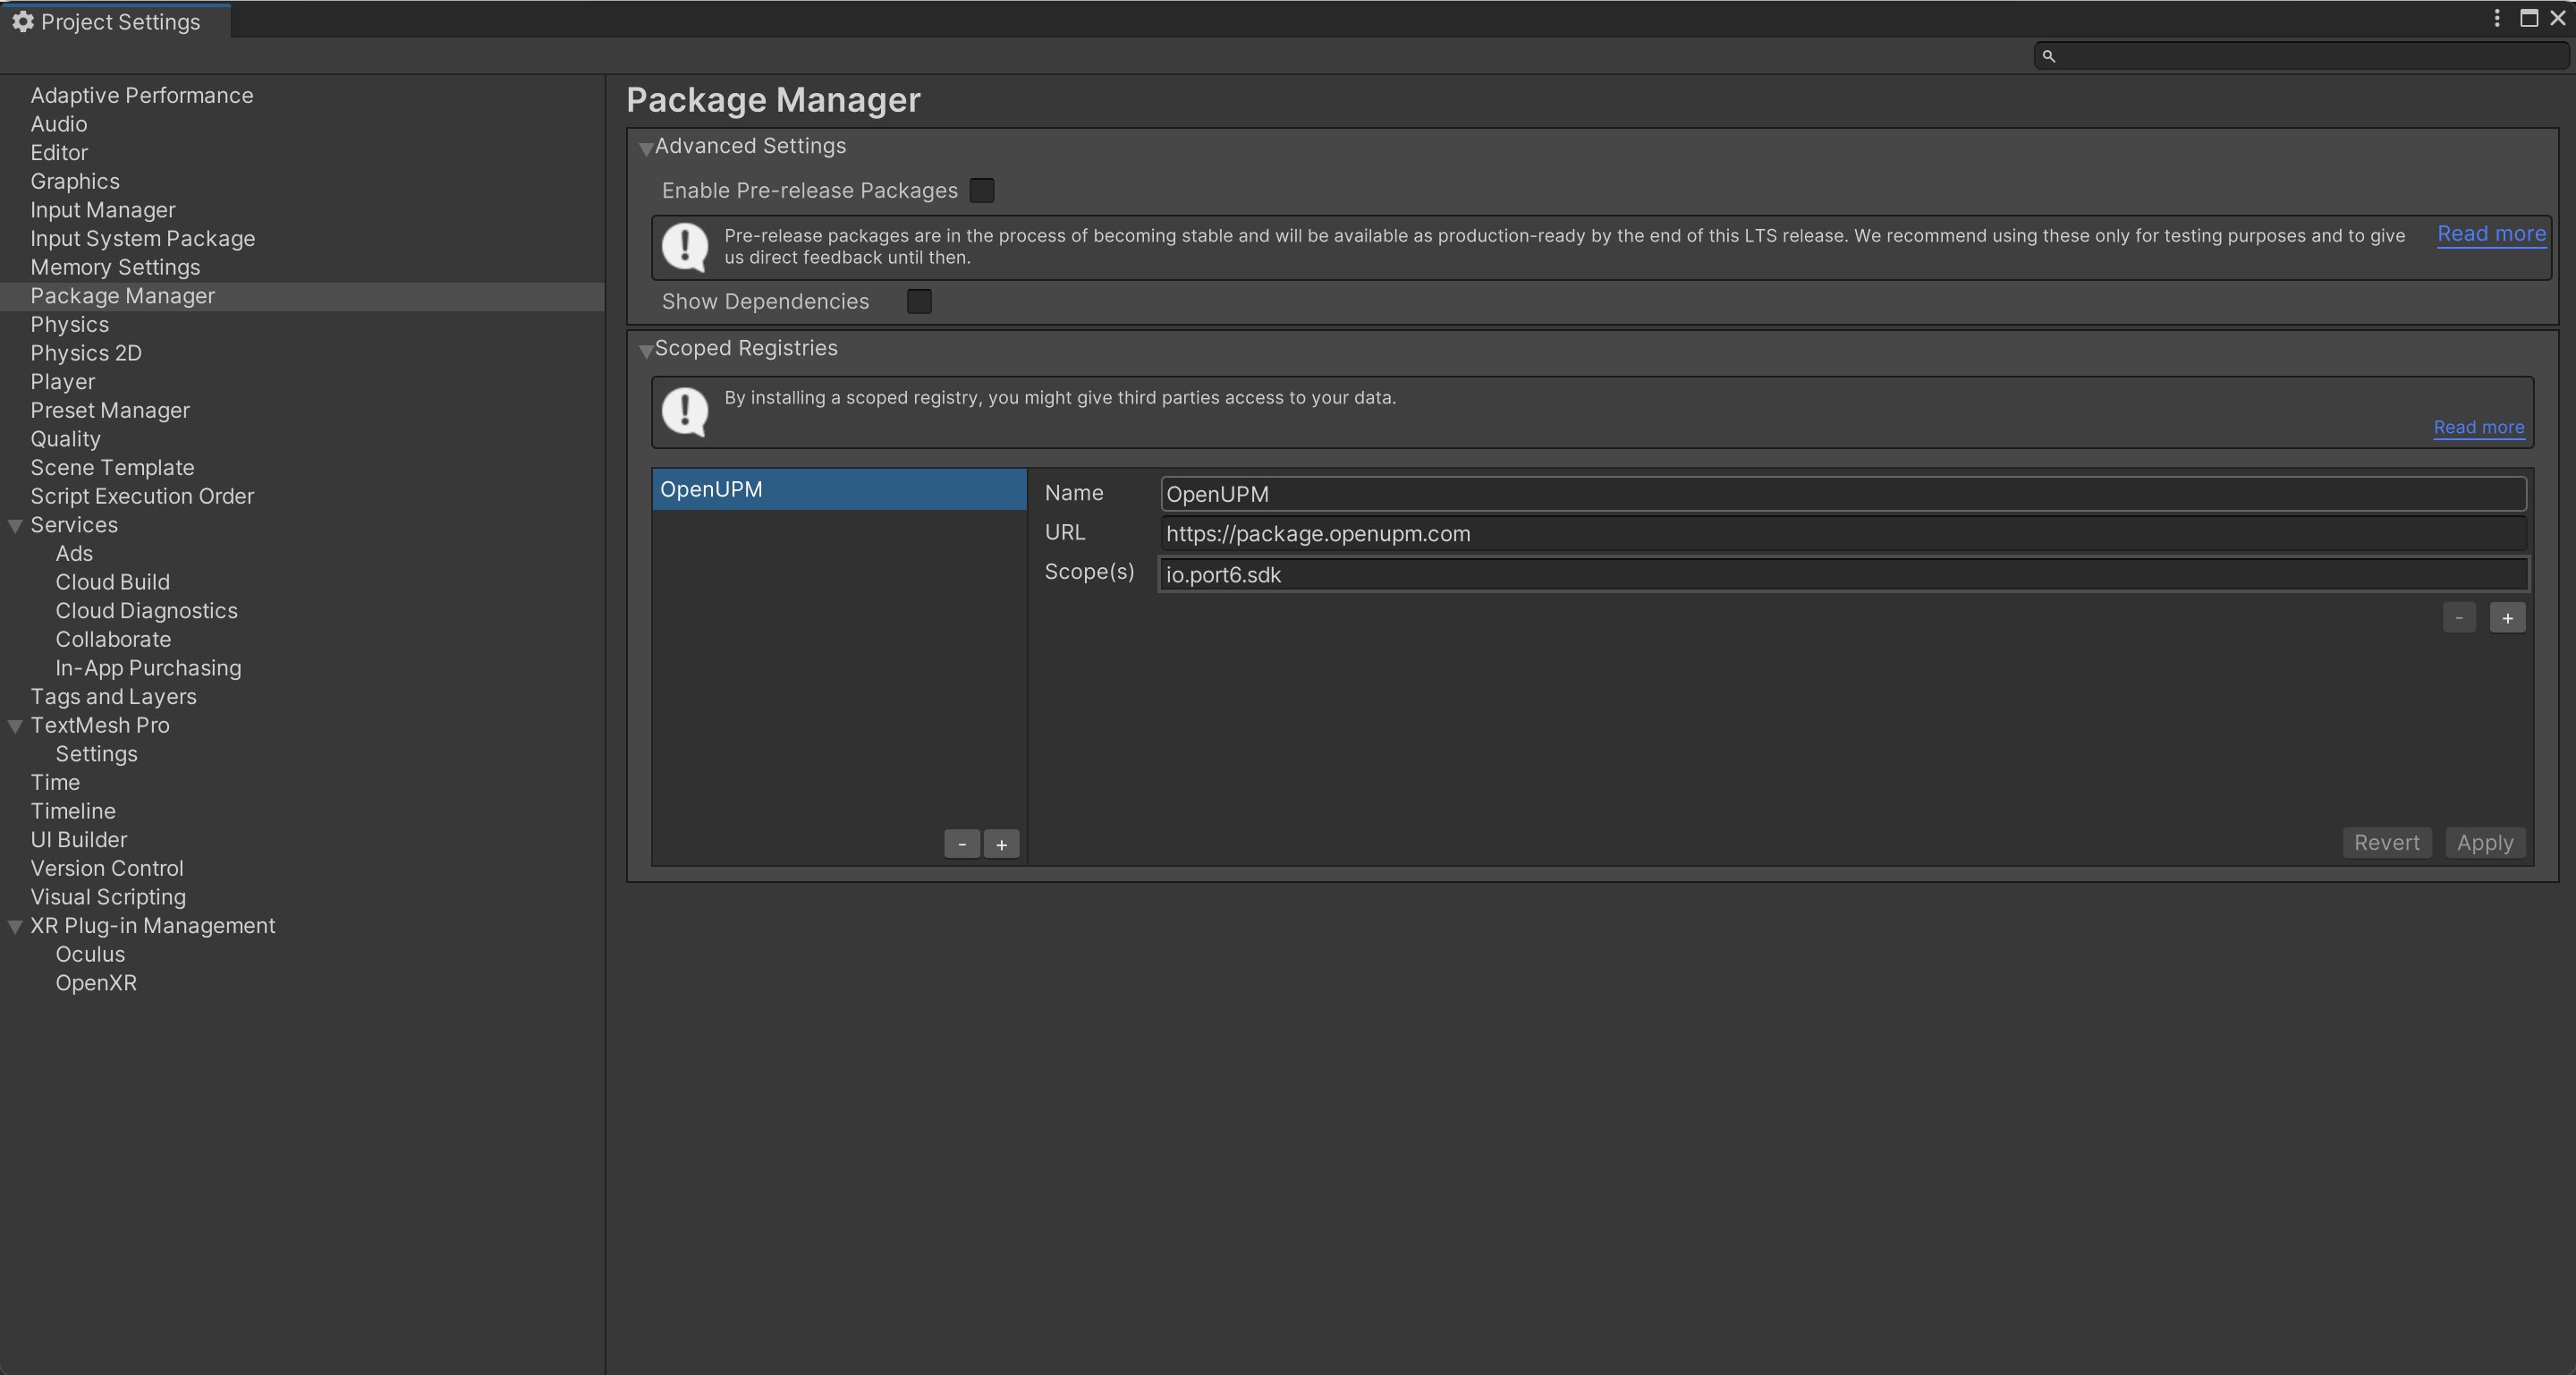 Project Settings
Adaptive Performance
Audio
Editor
Graphics
Input Manager
Input System Package
Memory Settings
Package Manager
Physics
Physics 2D
Player
Preset Manager
Quality
Scene Template
Script Execution Order
Services
Ads
Cloud Build
Cloud Diagnostics
Collaborate
In-App Purchasing
Tags and Layers
TextMesh Pro
Settings
Time
Timeline
UI Builder
Version Control
Visual Scripting
XR Plug-in Management
Oculus
OpenXR
Package Manager
Advanced Settings
Enable Pre-release Packages
Pre-release packages are in the process of becoming stable and will be available as production-ready by the end of this LTS release. We recommend using these only for testing purposes and to give
us direct feedback until then.
Read more
Show Dependencies
Scoped Registries
By installing a scoped registry, you might give third parties access to your data.
Read more
OpenUPM
- +
Name OpenUPM
URL https://package.openupm.com
Scope(s) io.port6.sdk
- +
Revert Apply